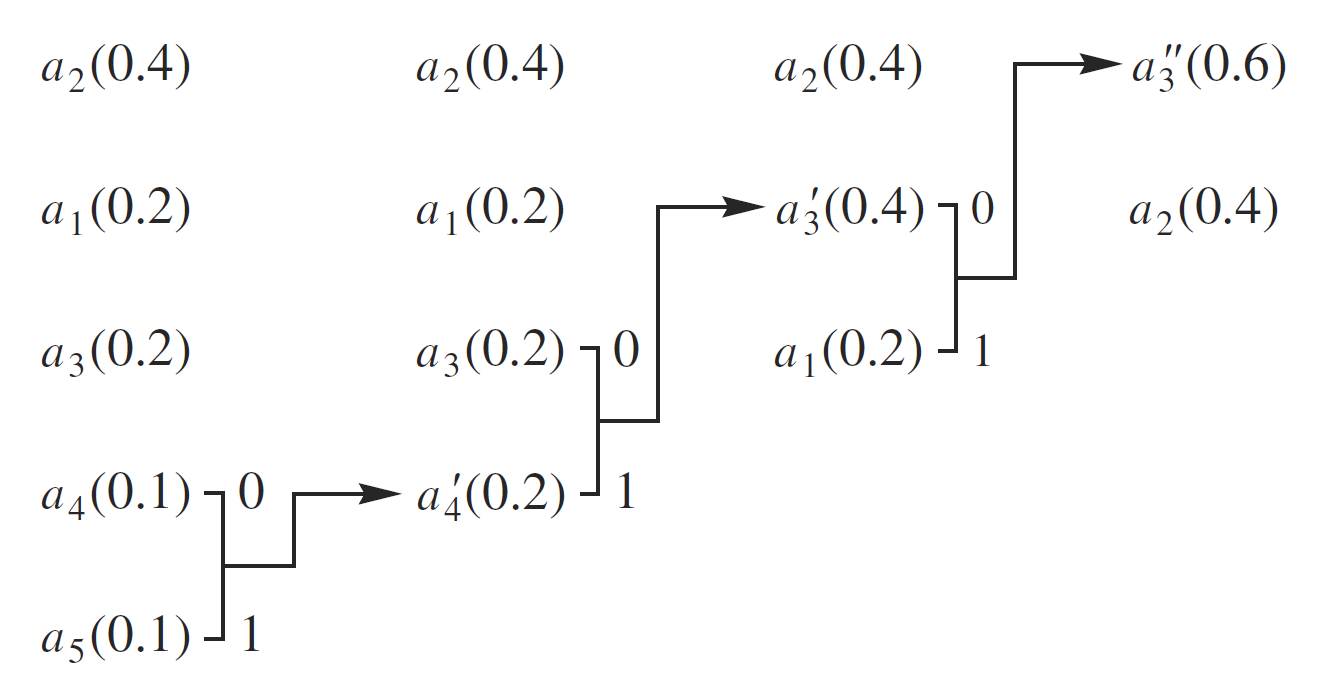 a₂(0.4) a₂(0.4) a₂(0.4) a₃″(0.6)
a₁(0.2) a₁(0.2) a₃′(0.4) 0 a₂(0.4)
a₃(0.2) a₃(0.2) 0 a₁(0.2) 1
a₄(0.1) 0 a₄′(0.2) 1
a₅(0.1) 1